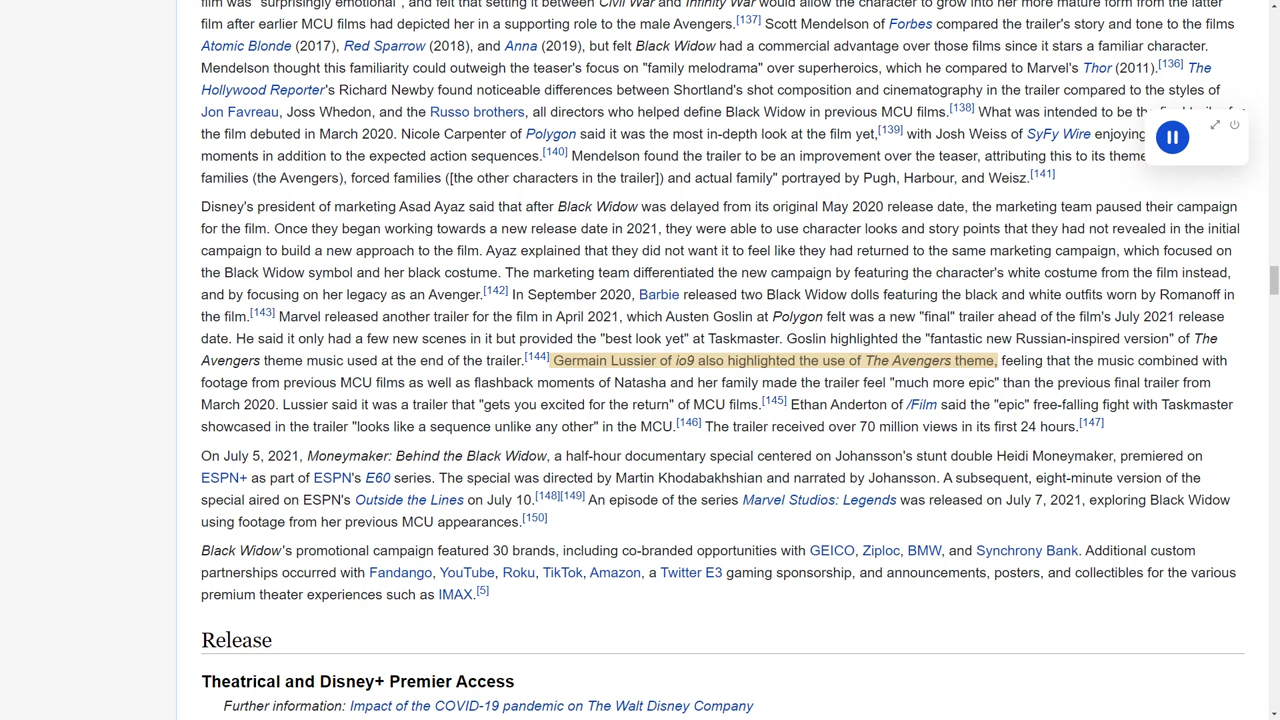 film was "surprisingly emotional", and felt that setting it between Civil War and Infinity War would allow the character to grow into her more mature form from the latter
film after earlier MCU films had depicted her in a supporting role to the male Avengers.[137] Scott Mendelson of Forbes compared the trailer's story and tone to the films
Atomic Blonde (2017), Red Sparrow (2018), and Anna (2019), but felt Black Widow had a commercial advantage over those films since it stars a familiar character.
Mendelson thought this familiarity could outweigh the teaser's focus on "family melodrama" over superheroics, which he compared to Marvel's Thor (2011).[136] The
Hollywood Reporter's Richard Newby found noticeable differences between Shortland's shot composition and cinematography in the trailer compared to the styles of
Jon Favreau, Joss Whedon, and the Russo brothers, all directors who helped define Black Widow in previous MCU films.[138] What was intended to be
the film debuted in March 2020. Nicole Carpenter of Polygon said it was the most in-depth look at the film yet,[139] with Josh Weiss of SyFy Wire enjoying
moments in addition to the expected action sequences.[140] Mendelson found the trailer to be an improvement over the teaser, attributing this to its theme
families (the Avengers), forced families ([the other characters in the trailer]) and actual family" portrayed by Pugh, Harbour, and Weisz.[141]
Disney's president of marketing Asad Ayaz said that after Black Widow was delayed from its original May 2020 release date, the marketing team paused their campaign
for the film. Once they began working towards a new release date in 2021, they were able to use character looks and story points that they had not revealed in the initial
campaign to build a new approach to the film. Ayaz explained that they did not want it to feel like they had returned to the same marketing campaign, which focused on
the Black Widow symbol and her black costume. The marketing team differentiated the new campaign by featuring the character's white costume from the film instead,
and by focusing on her legacy as an Avenger.[142] In September 2020, Barbie released two Black Widow dolls featuring the black and white outfits worn by Romanoff in
the film.[143] Marvel released another trailer for the film in April 2021, which Austen Goslin at Polygon felt was a new "final" trailer ahead of the film's July 2021 release
date. He said it only had a few new scenes in it but provided the "best look yet" at Taskmaster. Goslin highlighted the "fantastic new Russian-inspired version" of The
Avengers theme music used at the end of the trailer.[144] Germain Lussier of io9 also highlighted the use of The Avengers theme, feeling that the music combined with
footage from previous MCU films as well as flashback moments of Natasha and her family made the trailer feel "much more epic" than the previous final trailer from
March 2020. Lussier said it was a trailer that "gets you excited for the return" of MCU films.[145] Ethan Anderton of /Film said the "epic" free-falling fight with Taskmaster
showcased in the trailer "looks like a sequence unlike any other" in the MCU.[146] The trailer received over 70 million views in its first 24 hours.[147]
On July 5, 2021, Moneymaker: Behind the Black Widow, a half-hour documentary special centered on Johansson's stunt double Heidi Moneymaker, premiered on
ESPN+ as part of ESPN's E60 series. The special was directed by Martin Khodabakhshian and narrated by Johansson. A subsequent, eight-minute version of the
special aired on ESPN's Outside the Lines on July 10.[148][149] An episode of the series Marvel Studios: Legends was released on July 7, 2021, exploring Black Widow
using footage from her previous MCU appearances.[150]
Black Widow's promotional campaign featured 30 brands, including co-branded opportunities with GEICO, Ziploc, BMW, and Synchrony Bank. Additional custom
partnerships occurred with Fandango, YouTube, Roku, TikTok, Amazon, a Twitter E3 gaming sponsorship, and announcements, posters, and collectibles for the various
premium theater experiences such as IMAX.[5]
Release
Theatrical and Disney+ Premier Access
Further information: Impact of the COVID-19 pandemic on The Walt Disney Company